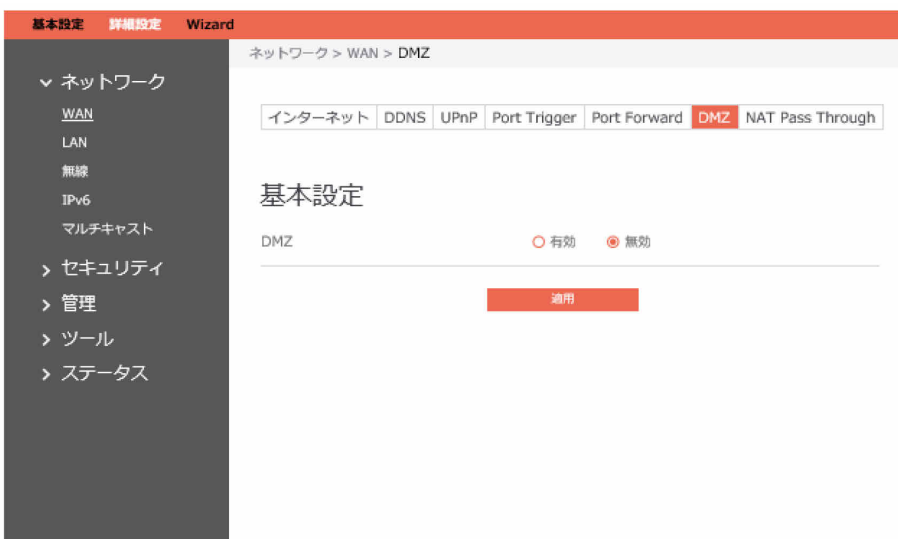 基本設定 詳細設定 Wizard
ネットワーク > WAN > DMZ
ネットワーク
WAN
LAN
無線
IPv6
マルチキャスト
セキュリティ
管理
ツール
ステータス
インターネット DDNS UPnP Port Trigger Port Forward DMZ NAT Pass Through
基本設定
DMZ 有効 無効
適用